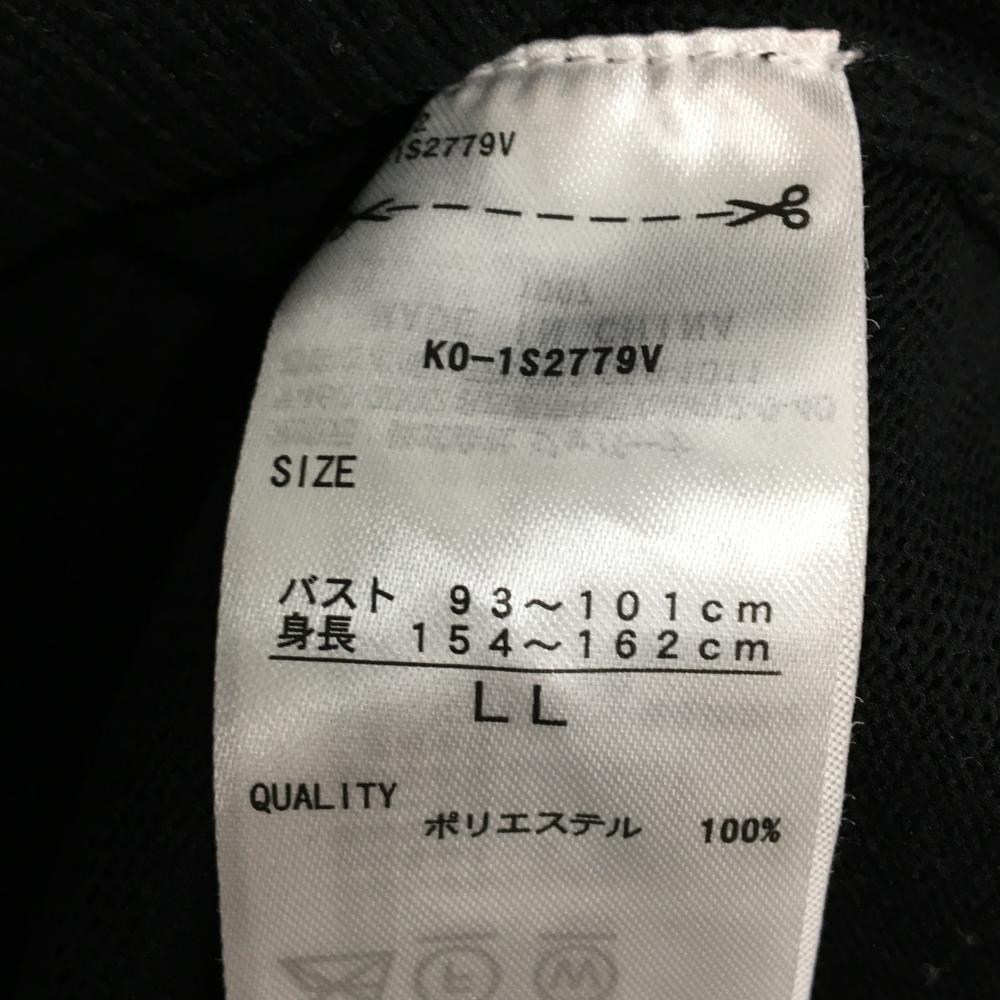 1S2779V
KO-1S2779V
SIZE
バスト 93～101cm
身長 154～162cm
LL
QUALITY
ポリエステル 100%